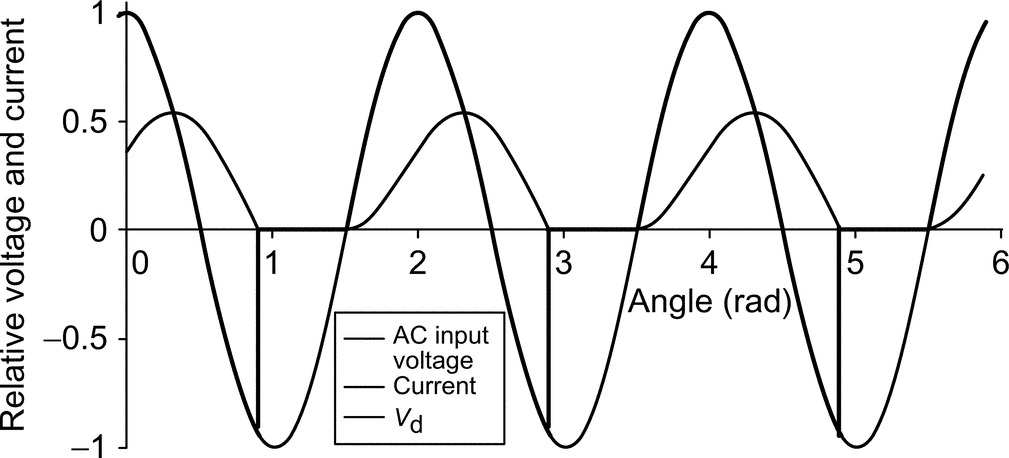 Relative voltage and current
1
0.5
0
−0.5
−1
0 1 2 3 4 5 6
Angle (rad)
AC input
voltage
Current
Vd